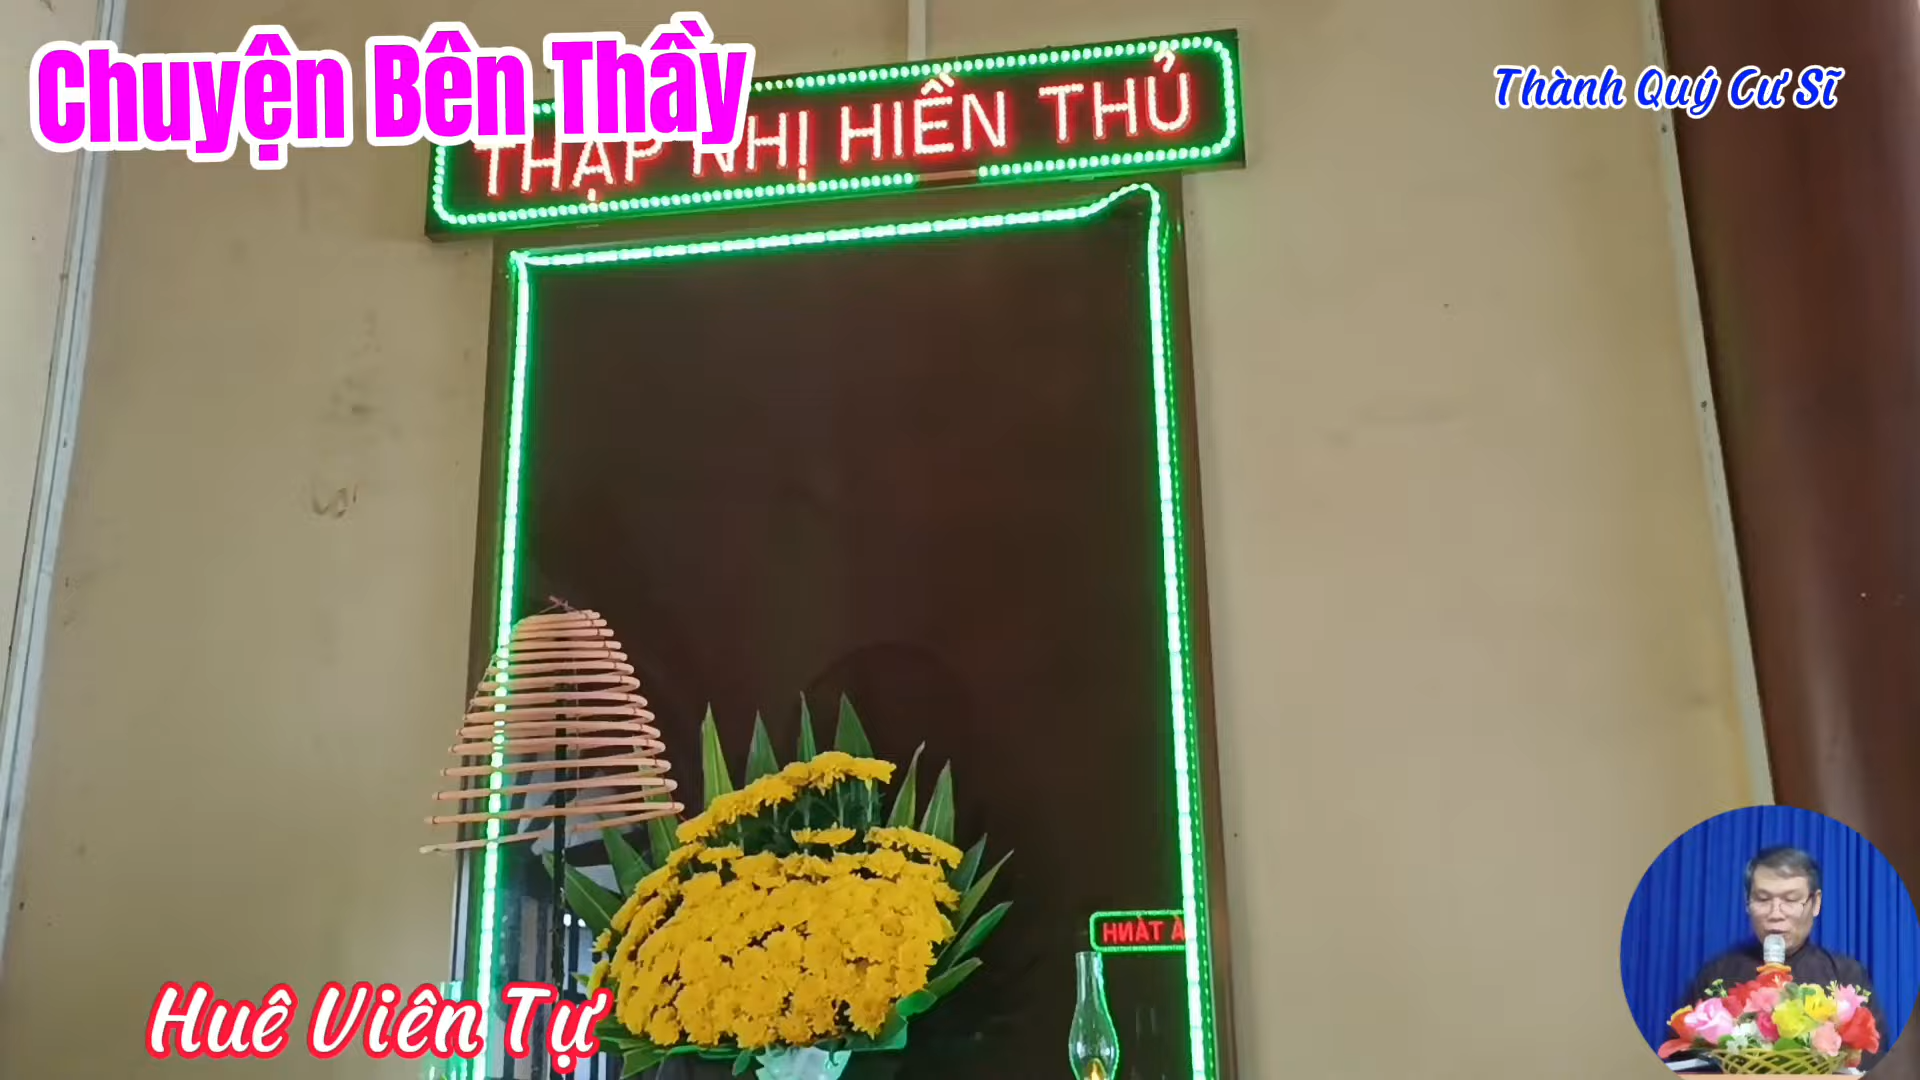 Chuyện Bên Thầy
Thành Quý Cư Sĩ
THẬP NHỊ HIỀN THỦ
Huê Viên Tự